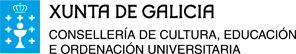 XUNTA DE GALICIA
CONSELLERÍA DE CULTURA, EDUCACIÓN
E ORDENACIÓN UNIVERSITARIA